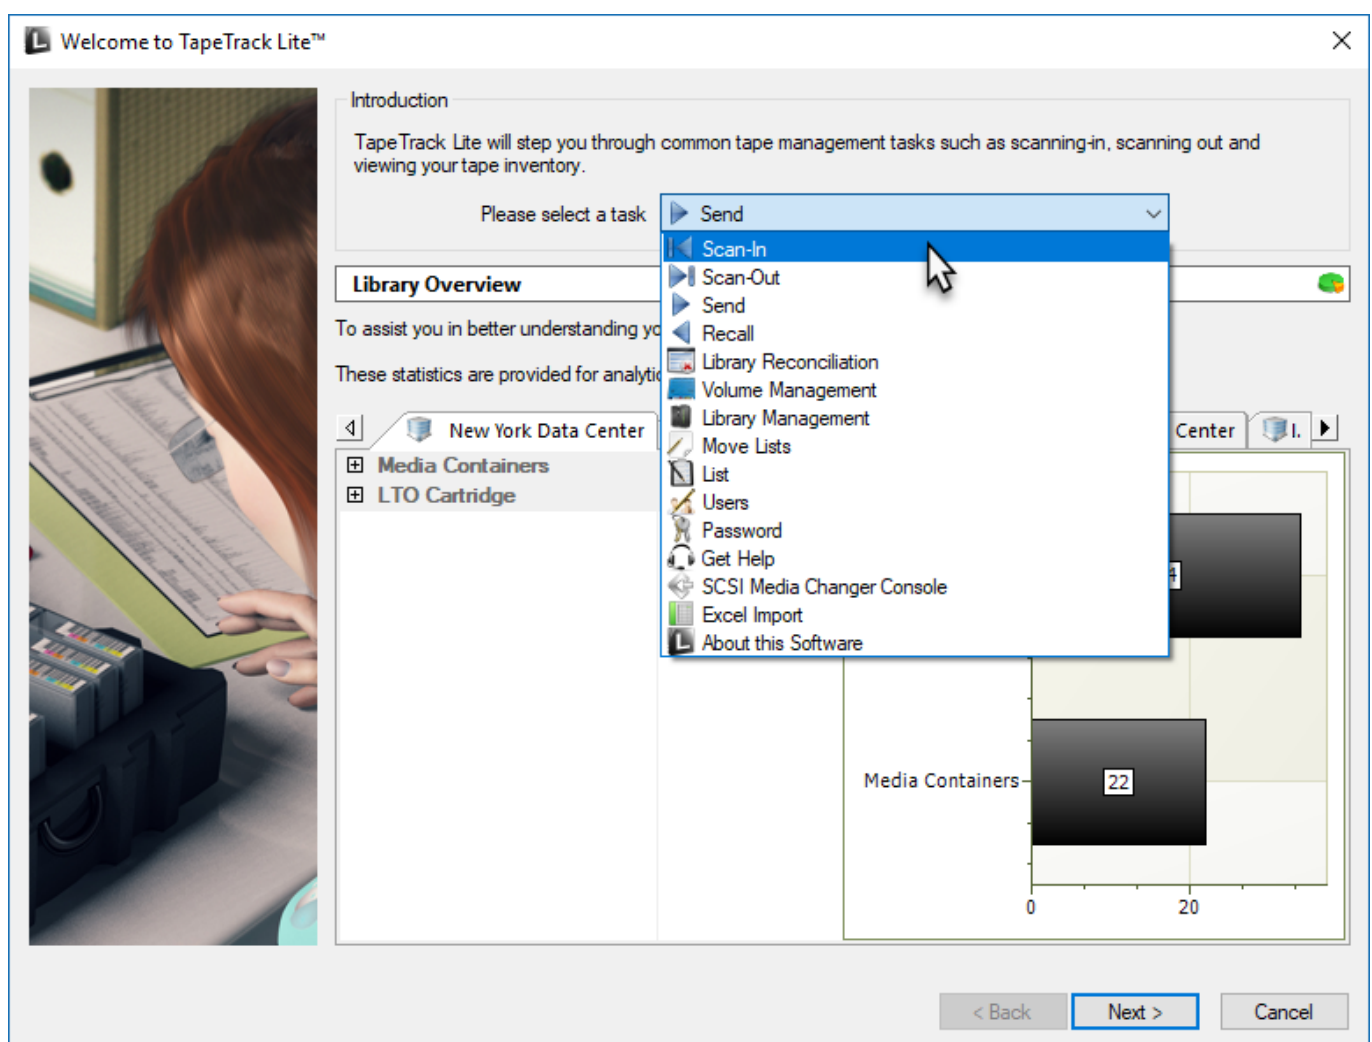 Welcome to TapeTrack Lite™
Introduction
TapeTrack Lite will step you through common tape management tasks such as scanning-in, scanning out and
viewing your tape inventory.
Please select a task
Send
Scan-In
Scan-Out
Send
Recall
Library Reconciliation
Volume Management
Library Management
Move Lists
List
Users
Password
Get Help
SCSI Media Changer Console
Excel Import
About this Software
Library Overview
To assist you in better understanding
These statistics are provided for
New York Data Center
Center
I.
Media Containers
LTO Cartridge
4
Media Containers
22
0
20
< Back
Next >
Cancel